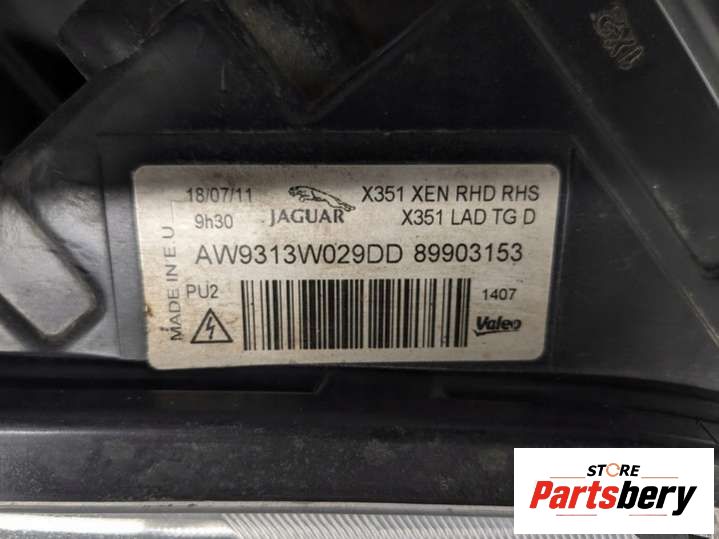 18/07/11
9h30
JAGUAR
X351 XEN RHD RHS
X351 LAD TG D
MADE IN E.U
AW9313W029DD 89903153
PU2
1407
Valeo
STORE
Partsbery